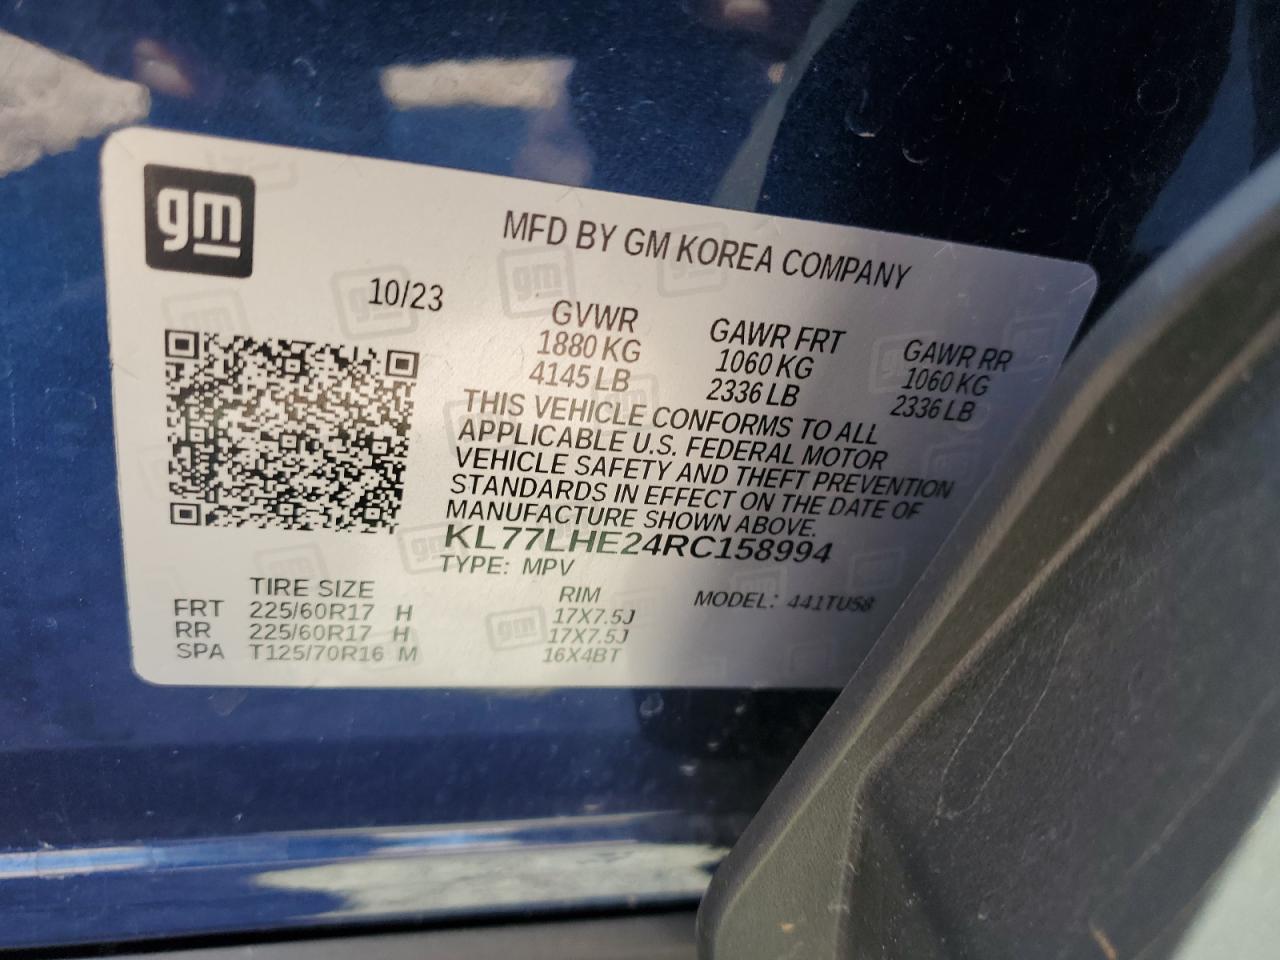 gm
MFD BY GM KOREA COMPANY
10/23
GVWR GAWR FRT GAWR RR
1880 KG 1060 KG 1060 KG
4145 LB 2336 LB 2336 LB
THIS VEHICLE CONFORMS TO ALL
APPLICABLE U.S. FEDERAL MOTOR
VEHICLE SAFETY AND THEFT PREVENTION
STANDARDS IN EFFECT ON THE DATE OF
MANUFACTURE SHOWN ABOVE.
KL77LHE24RC158994
TYPE: MPV
MODEL: 441TU58
TIRE SIZE RIM
FRT 225/60R17 H 17X7.5J
RR 225/60R17 H 17X7.5J
SPA T125/70R16 M 16X4BT